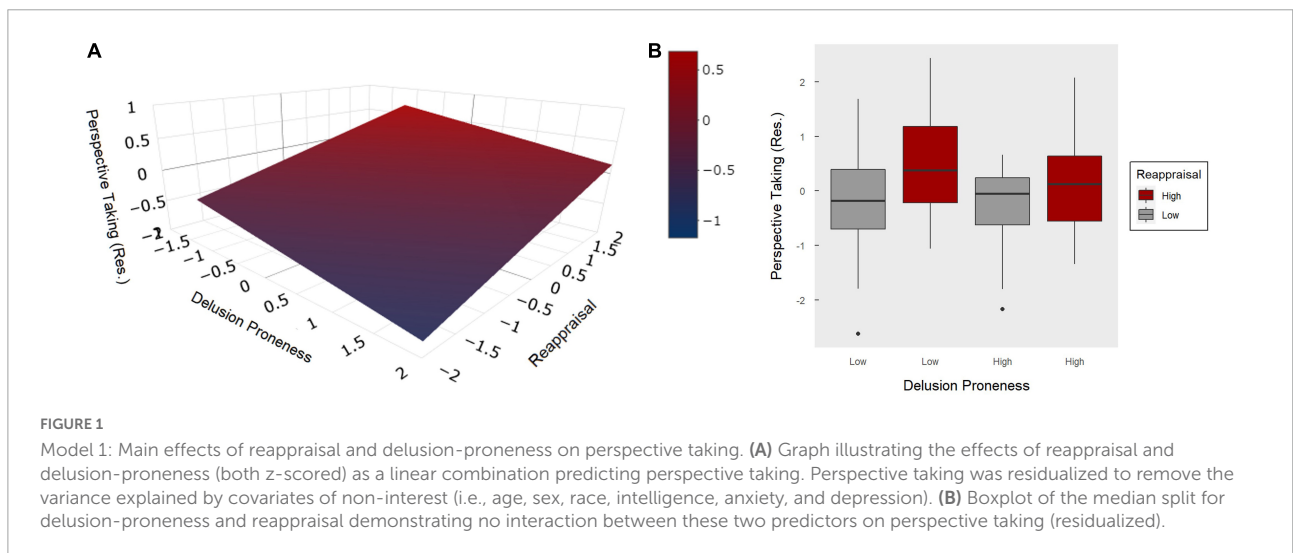 A
B
1
0.5
0
−0.5
Perspective Taking (Res.)
−1.5
−1
−0.5
0
0.5
1
1.5
2
Delusion Proneness
−2
−1.5
−1
−0.5
0
0.5
1
1.5
2
Reappraisal
0.5
0
−0.5
−1
Perspective Taking (Res.)
2
1
0
-1
-2
Low Low High High
Delusion Proneness
Reappraisal
High
Low
FIGURE 1
Model 1: Main effects of reappraisal and delusion-proneness on perspective taking. (A) Graph illustrating the effects of reappraisal and
delusion-proneness (both z-scored) as a linear combination predicting perspective taking. Perspective taking was residualized to remove the
variance explained by covariates of non-interest (i.e., age, sex, race, intelligence, anxiety, and depression). (B) Boxplot of the median split for
delusion-proneness and reappraisal demonstrating no interaction between these two predictors on perspective taking (residualized).